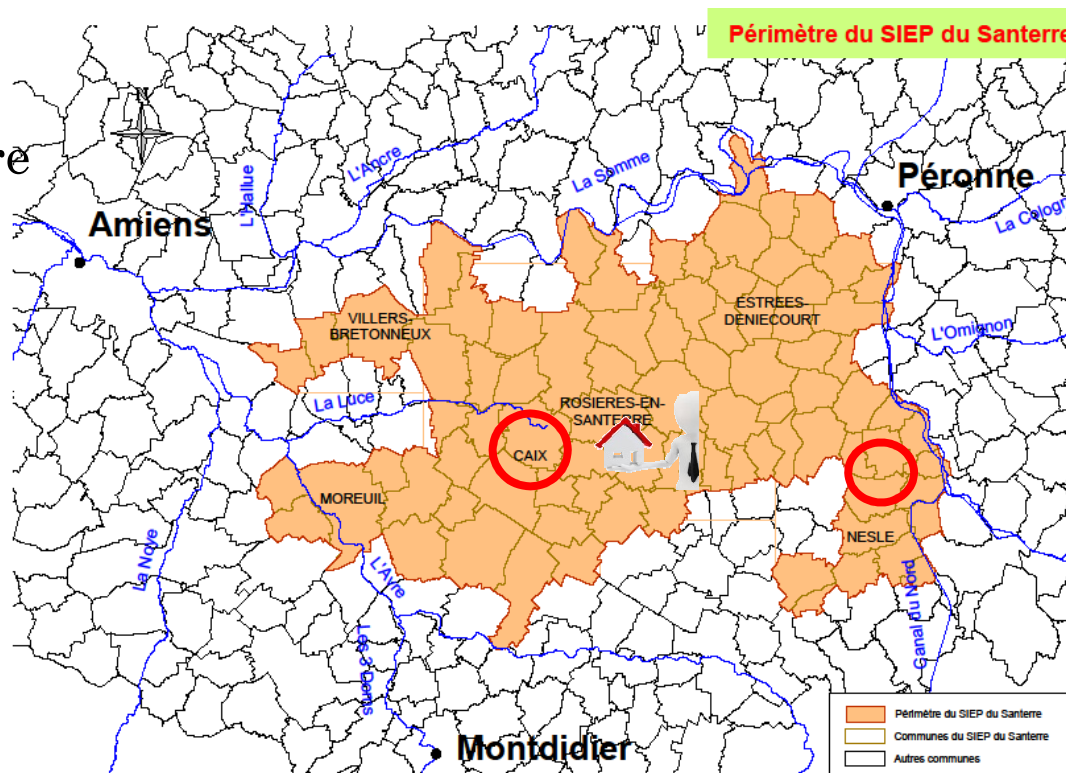 Périmètre du SIEP du Santerre
N
re
L'Hallue
L'Ancre
La Somme
Péronne
La Cologn
Amiens
VILLERS-
BRETONNEUX
ESTREES-
DENIECOURT
L'Omignon
La Luce
ROSIERES-EN-
SANTERRE
CAIX
MOREUIL
NESLE
La Noye
L'Avre
Les 3 Doms
Canal du Nord
Montdidier
Périmètre du SIEP du Santerre
Communes du SIEP du Santerre
Autres communes